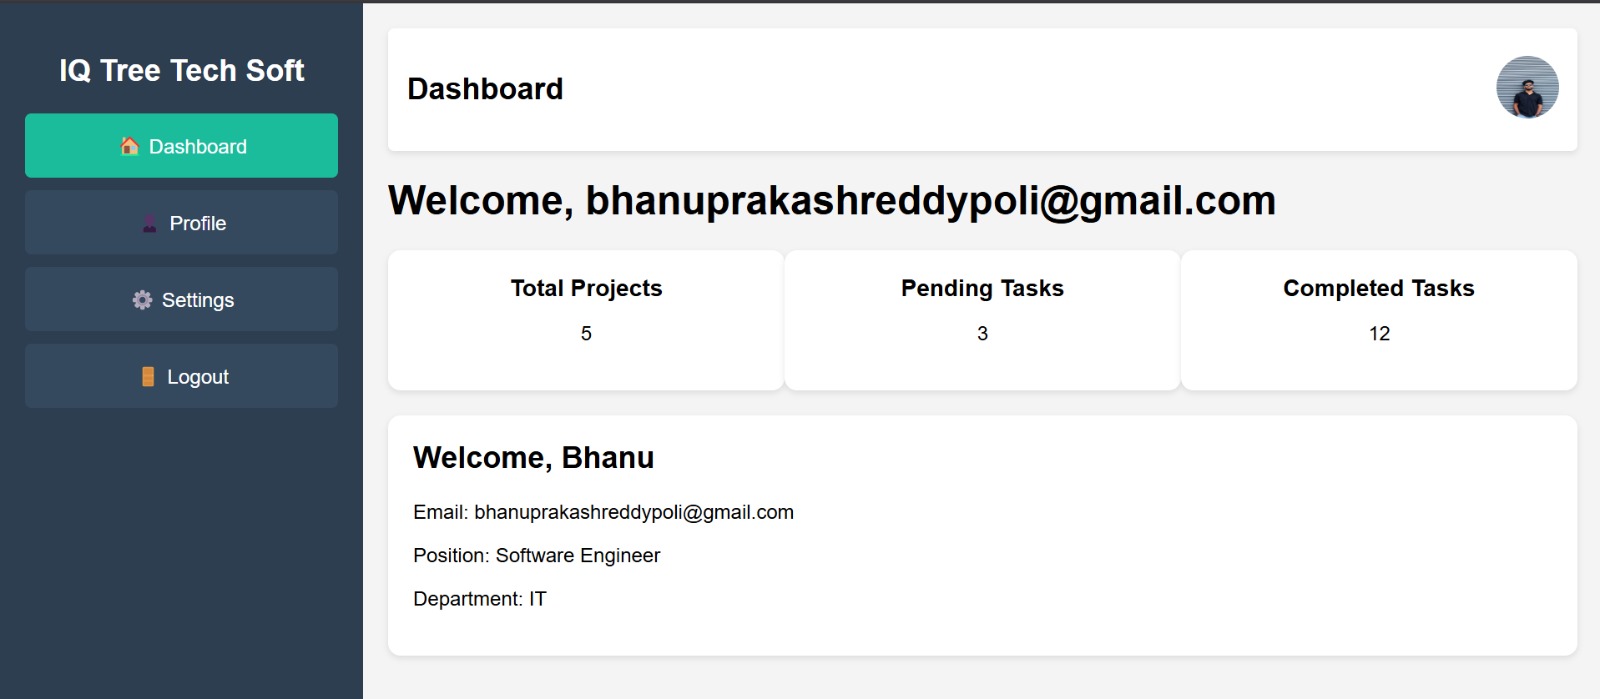 IQ Tree Tech Soft
Dashboard
Profile
Settings
Logout
Dashboard
Welcome, bhanuprakashreddypoli@gmail.com
Total Projects
5
Pending Tasks
3
Completed Tasks
12
Welcome, Bhanu
Email: bhanuprakashreddypoli@gmail.com
Position: Software Engineer
Department: IT